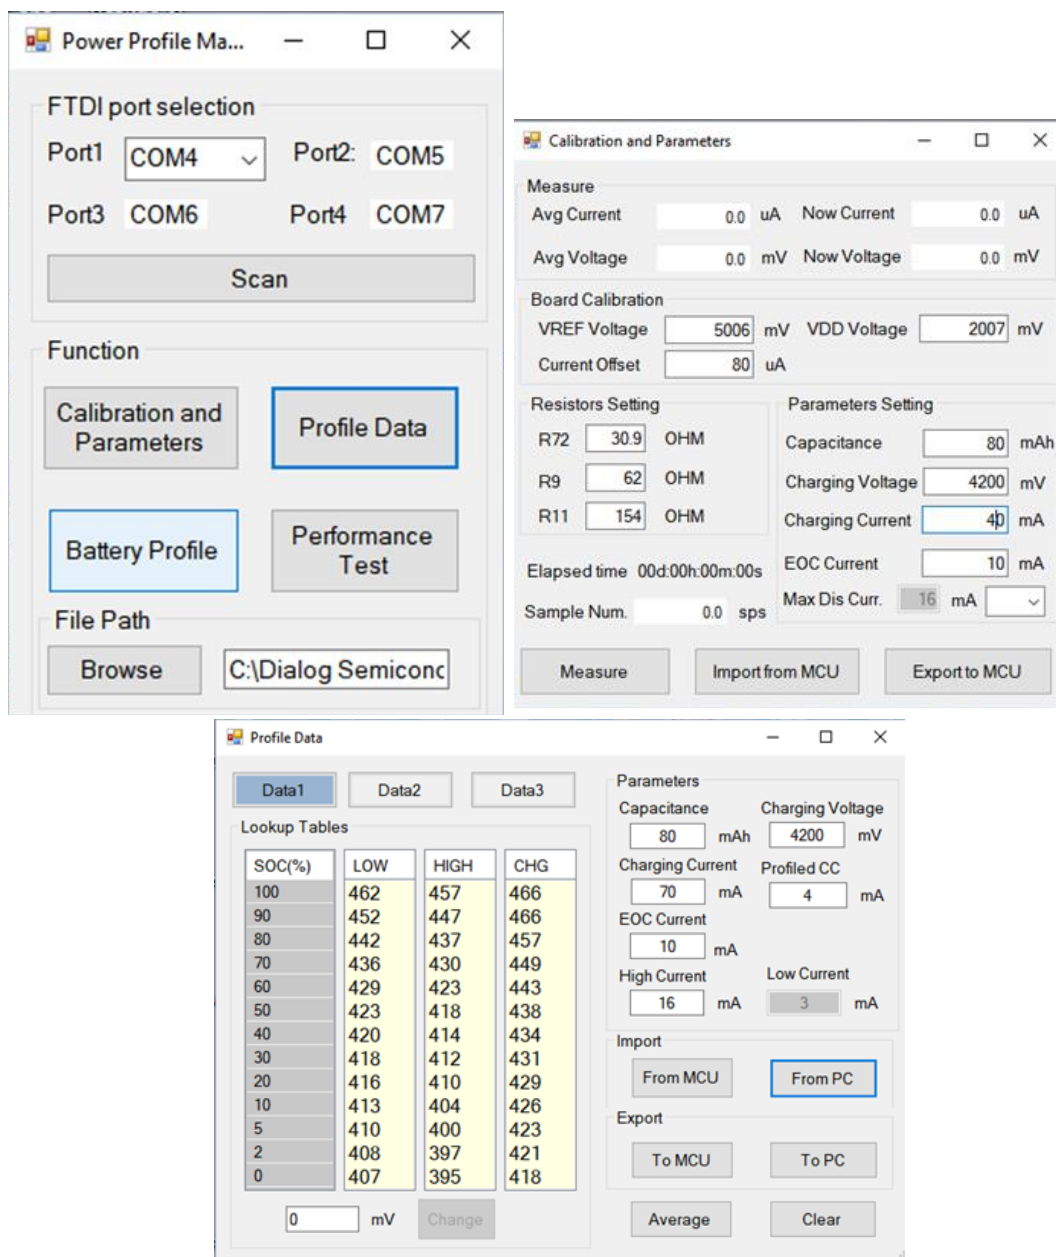 Power Profile Ma...
FTDI port selection
Port1 COM4 Port2: COM5
Port3 COM6 Port4 COM7
Scan
Function
Calibration and Parameters
Profile Data
Battery Profile
Performance Test
File Path
Browse C:\Dialog Semiconc
Calibration and Parameters
Measure
Avg Current 0.0 uA Now Current 0.0 uA
Avg Voltage 0.0 mV Now Voltage 0.0 mV
Board Calibration
VREF Voltage 5006 mV VDD Voltage 2007 mV
Current Offset 80 uA
Resistors Setting
R72 30.9 OHM
R9 62 OHM
R11 154 OHM
Parameters Setting
Capacitance 80 mAh
Charging Voltage 4200 mV
Charging Current 40 mA
EOC Current 10 mA
Max Dis Curr. 16 mA
Elapsed time 00d:00h:00m:00s
Sample Num. 0.0 sps
Measure Import from MCU Export to MCU
Profile Data
Data1 Data2 Data3
Lookup Tables
SOC(%) LOW HIGH CHG
100 462 457 466
90 452 447 466
80 442 437 457
70 436 430 449
60 429 423 443
50 423 418 438
40 420 414 434
30 418 412 431
20 416 410 429
10 413 404 426
5 410 400 423
2 408 397 421
0 407 395 418
0 mV Change
Parameters
Capacitance Charging Voltage
80 mAh 4200 mV
Charging Current Profiled CC
70 mA 4 mA
EOC Current
10 mA
High Current Low Current
16 mA 3 mA
Import
From MCU From PC
Export
To MCU To PC
Average Clear